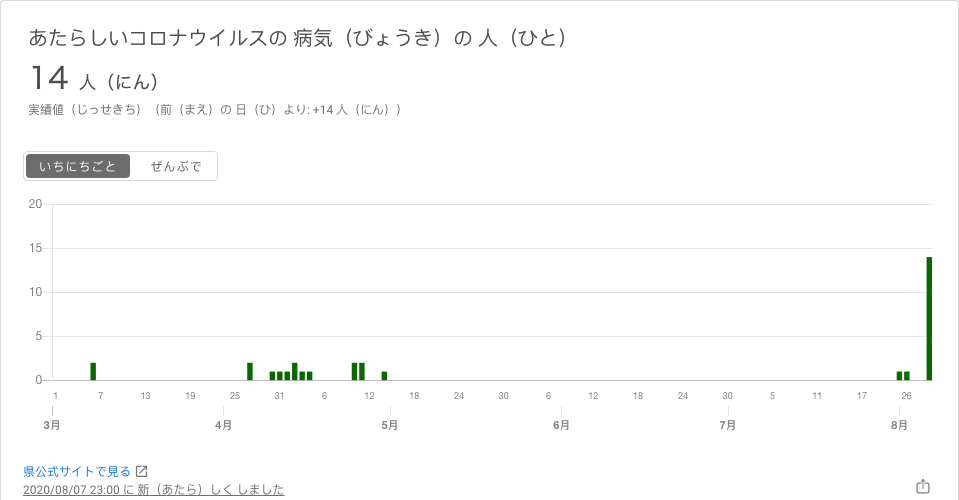 あたらしいコロナウイルスの 病気（びょうき）の 人（ひと）
14 人（にん）
実績値（じっせきち）（前（まえ）の 日（ひ）より: +14 人（にん））
いちにちごと ぜんぶで
20
15
10
5
0
1 7 13 19 25 31 6 12 18 24 30 6 12 18 24 30 5 11 17 26
3月 4月 5月 6月 7月 8月
県公式サイトで見る
2020/08/07 23:00 に 新（あたら）しく しました